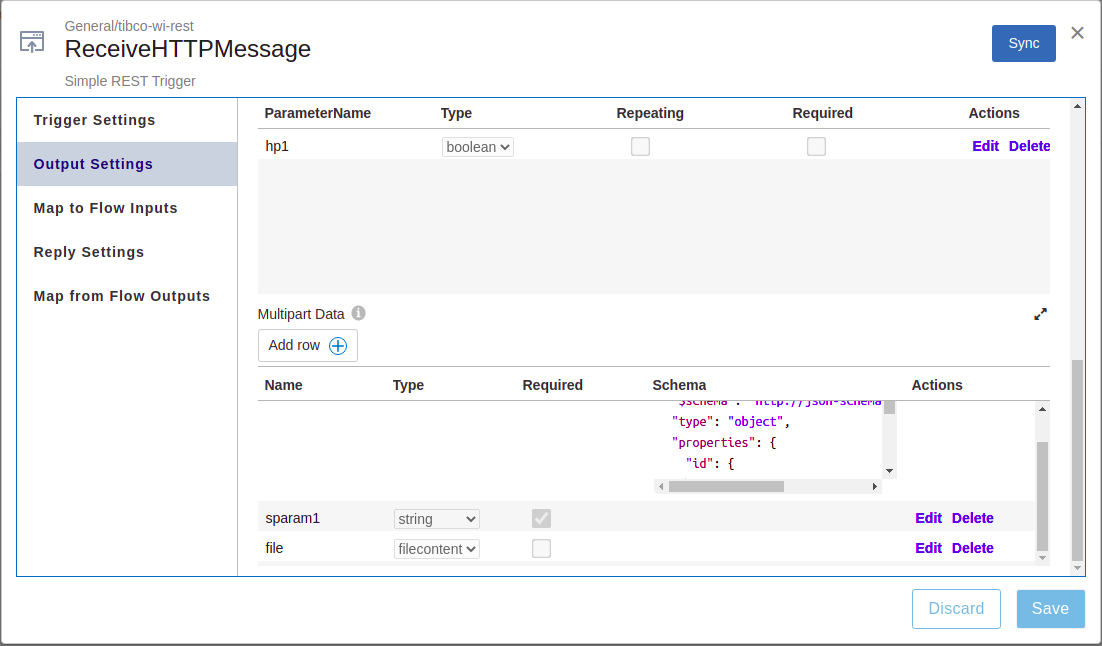 General/tibco-wi-rest
ReceiveHTTPMessage
Simple REST Trigger
Sync
Trigger Settings
Output Settings
Map to Flow Inputs
Reply Settings
Map from Flow Outputs
ParameterName Type Repeating Required Actions
hp1 boolean Edit Delete
Multipart Data
Add row
Name Type Required Schema Actions
"$schema": "http://json-schema
"type": "object",
"properties": {
"id": {
sparam1 string Edit Delete
file filecontent Edit Delete
Discard Save